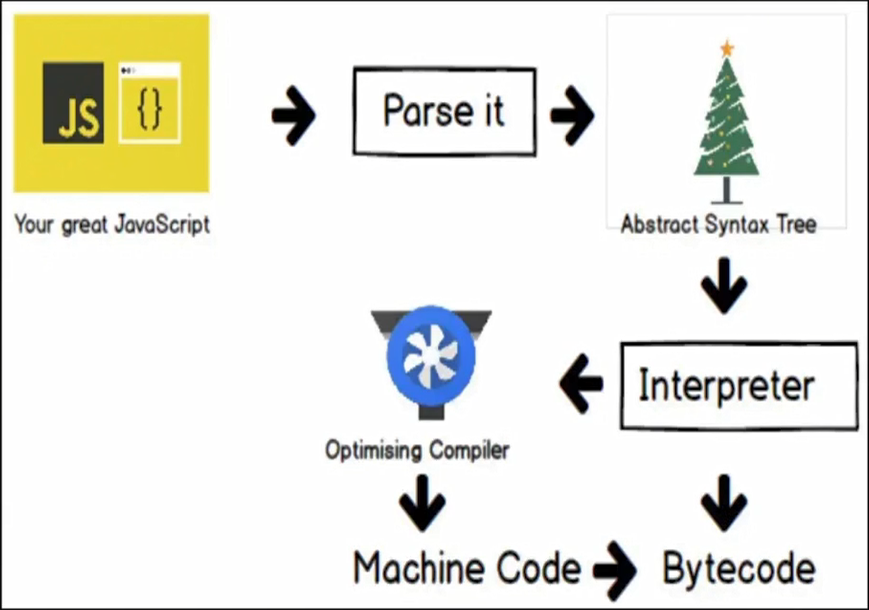 JS
{}
Parse it
Your great JavaScript
Abstract Syntax Tree
Interpreter
Optimising Compiler
Machine Code
Bytecode